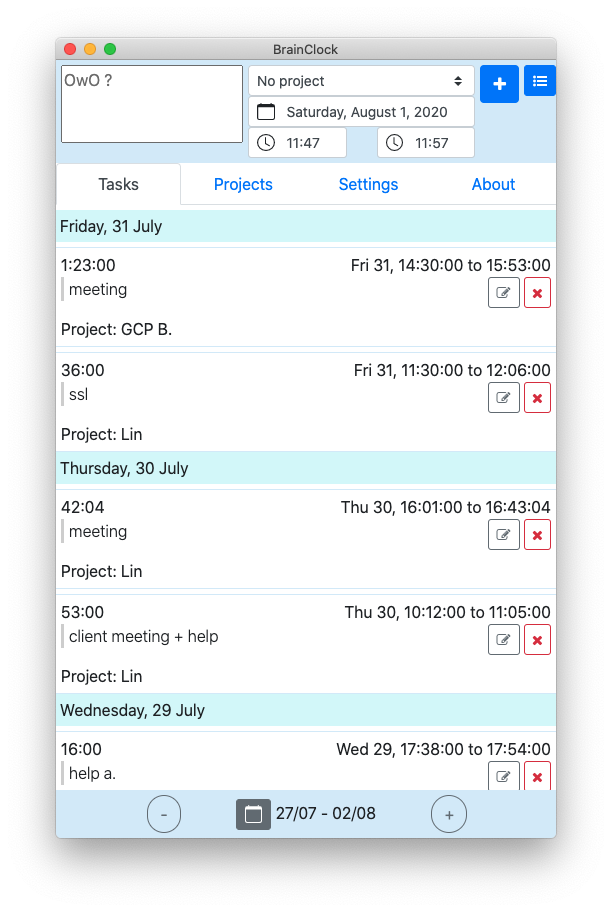 BrainClock
OwO ?
No project
Saturday, August 1, 2020
11:47 11:57
Tasks Projects Settings About
Friday, 31 July
1:23:00 Fri 31, 14:30:00 to 15:53:00
meeting
Project: GCP B.
36:00 Fri 31, 11:30:00 to 12:06:00
ssl
Project: Lin
Thursday, 30 July
42:04 Thu 30, 16:01:00 to 16:43:04
meeting
Project: Lin
53:00 Thu 30, 10:12:00 to 11:05:00
client meeting + help
Project: Lin
Wednesday, 29 July
16:00 Wed 29, 17:38:00 to 17:54:00
help a.
- 27/07 - 02/08 +